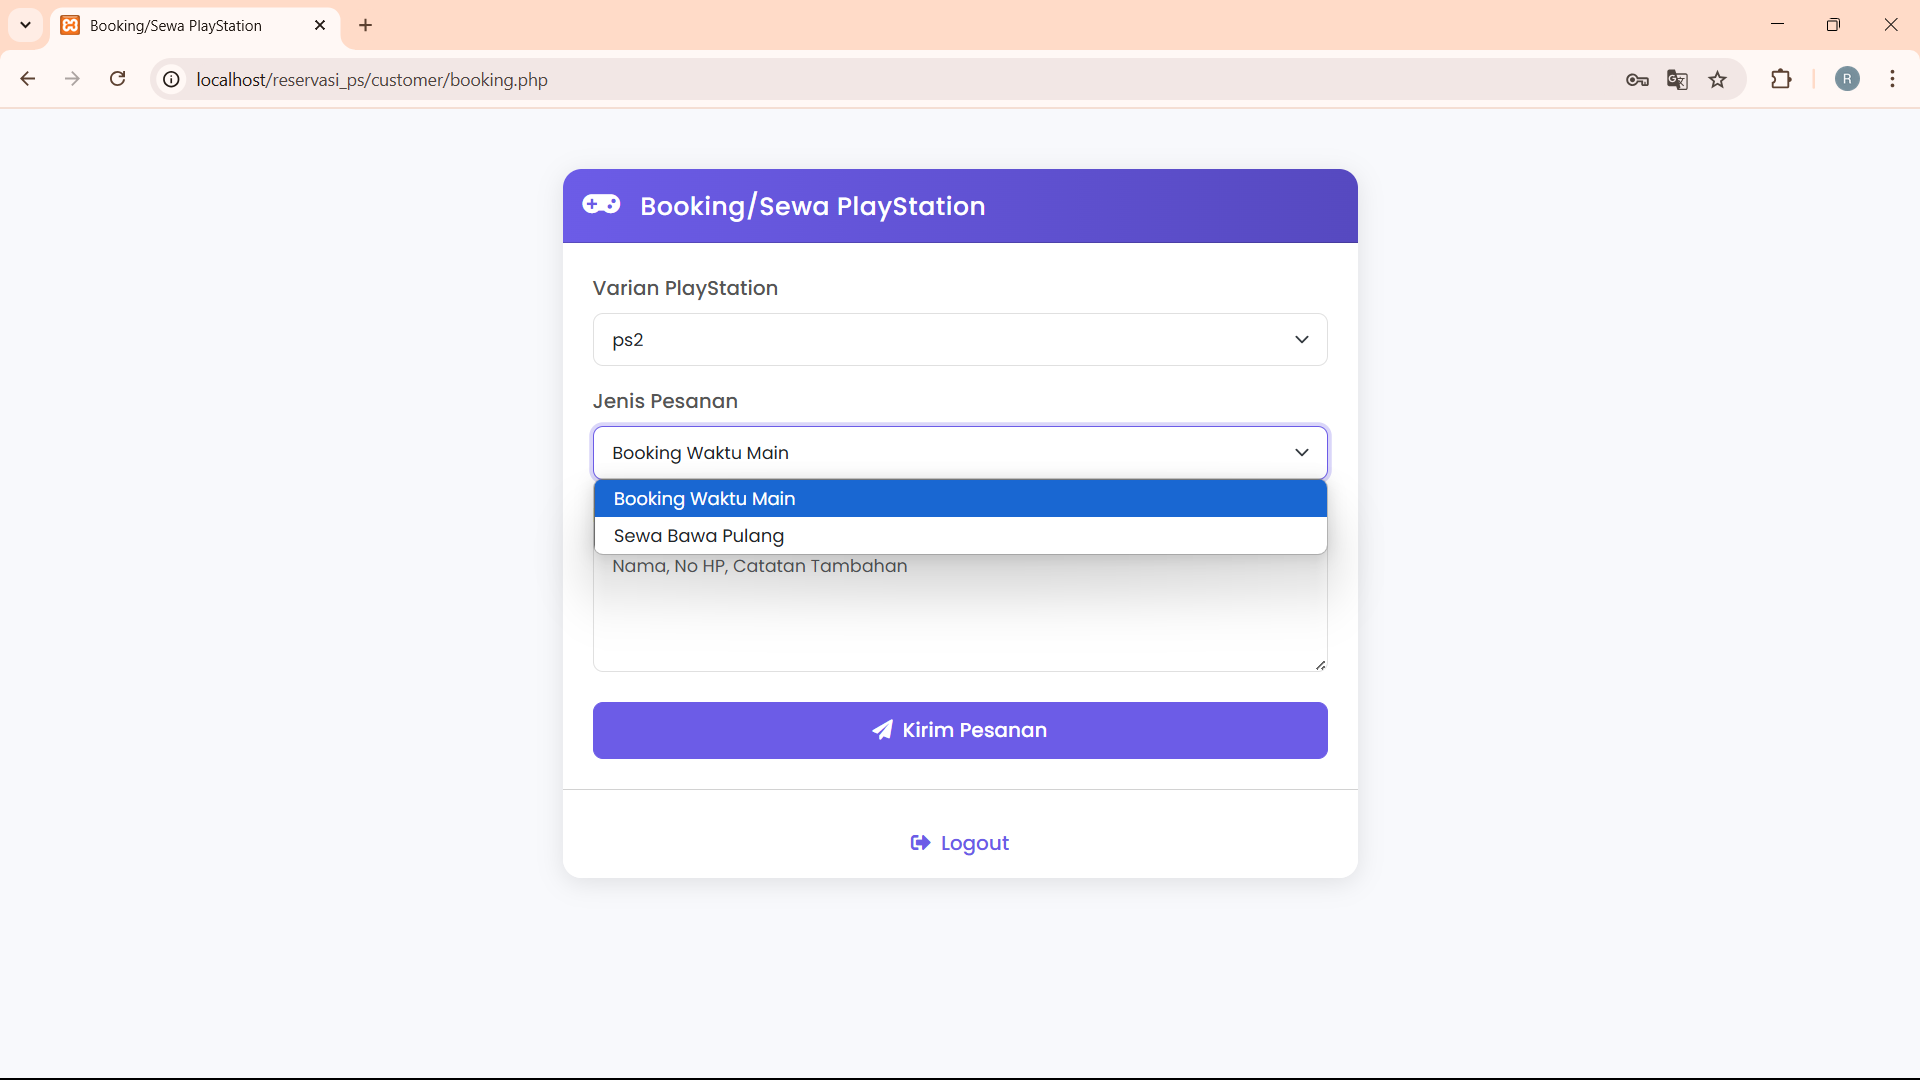 Booking/Sewa PlayStation
localhost/reservasi_ps/customer/booking.php
R
Booking/Sewa PlayStation
Varian PlayStation
ps2
Jenis Pesanan
Booking Waktu Main
Booking Waktu Main
Sewa Bawa Pulang
Nama, No HP, Catatan Tambahan
Kirim Pesanan
Logout